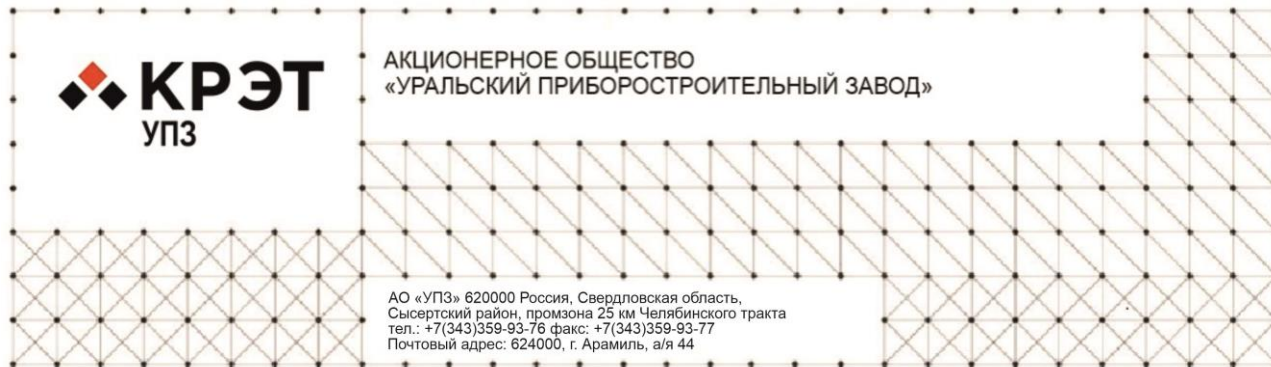 КРЭТ
УПЗ
АКЦИОНЕРНОЕ ОБЩЕСТВО
«УРАЛЬСКИЙ ПРИБОРОСТРОИТЕЛЬНЫЙ ЗАВОД»
АО «УПЗ» 620000 Россия, Свердловская область,
Сысертский район, промзона 25 км Челябинского тракта
тел.: +7(343)359-93-76 факс: +7(343)359-93-77
Почтовый адрес: 624000, г. Арамиль, а/я 44